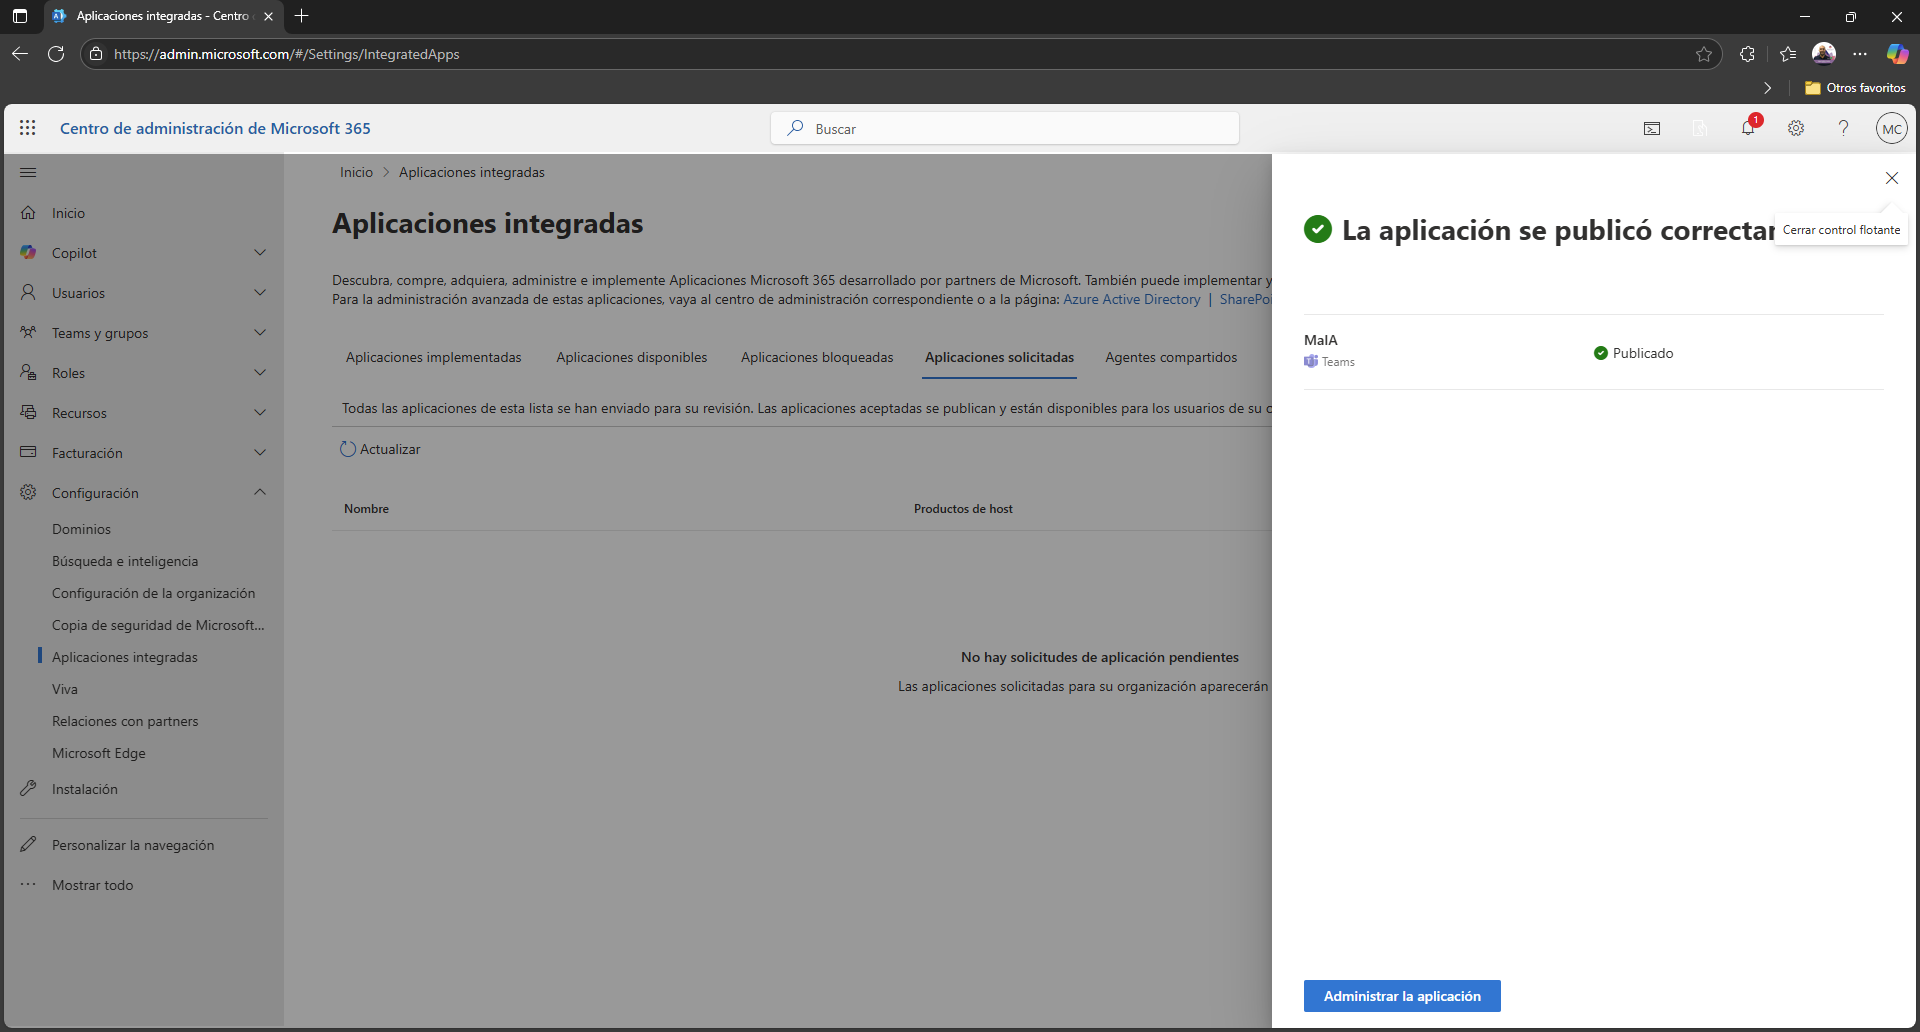 Aplicaciones integradas - Centro
https://admin.microsoft.com/#/Settings/IntegratedApps
Otros favoritos
Centro de administración de Microsoft 365
Buscar
1
MC
Inicio
Copilot
Usuarios
Teams y grupos
Roles
Recursos
Facturación
Configuración
Dominios
Búsqueda e inteligencia
Configuración de la organización
Copia de seguridad de Microsoft...
Aplicaciones integradas
Viva
Relaciones con partners
Microsoft Edge
Instalación
Personalizar la navegación
Mostrar todo
Inicio > Aplicaciones integradas
Aplicaciones integradas
Descubra, compre, adquiera, administre e implemente Aplicaciones Microsoft 365 desarrollado por partners de Microsoft. También puede implementar y
Para la administración avanzada de estas aplicaciones, vaya al centro de administración correspondiente o a la página: Azure Active Directory | SharePoi
Aplicaciones implementadas Aplicaciones disponibles Aplicaciones bloqueadas Aplicaciones solicitadas Agentes compartidos
Todas las aplicaciones de esta lista se han enviado para su revisión. Las aplicaciones aceptadas se publican y están disponibles para los usuarios de su o
Actualizar
Nombre Productos de host
No hay solicitudes de aplicación pendientes
Las aplicaciones solicitadas para su organización aparecerán
La aplicación se publicó correctar
Cerrar control flotante
MaIA
Teams
Publicado
Administrar la aplicación